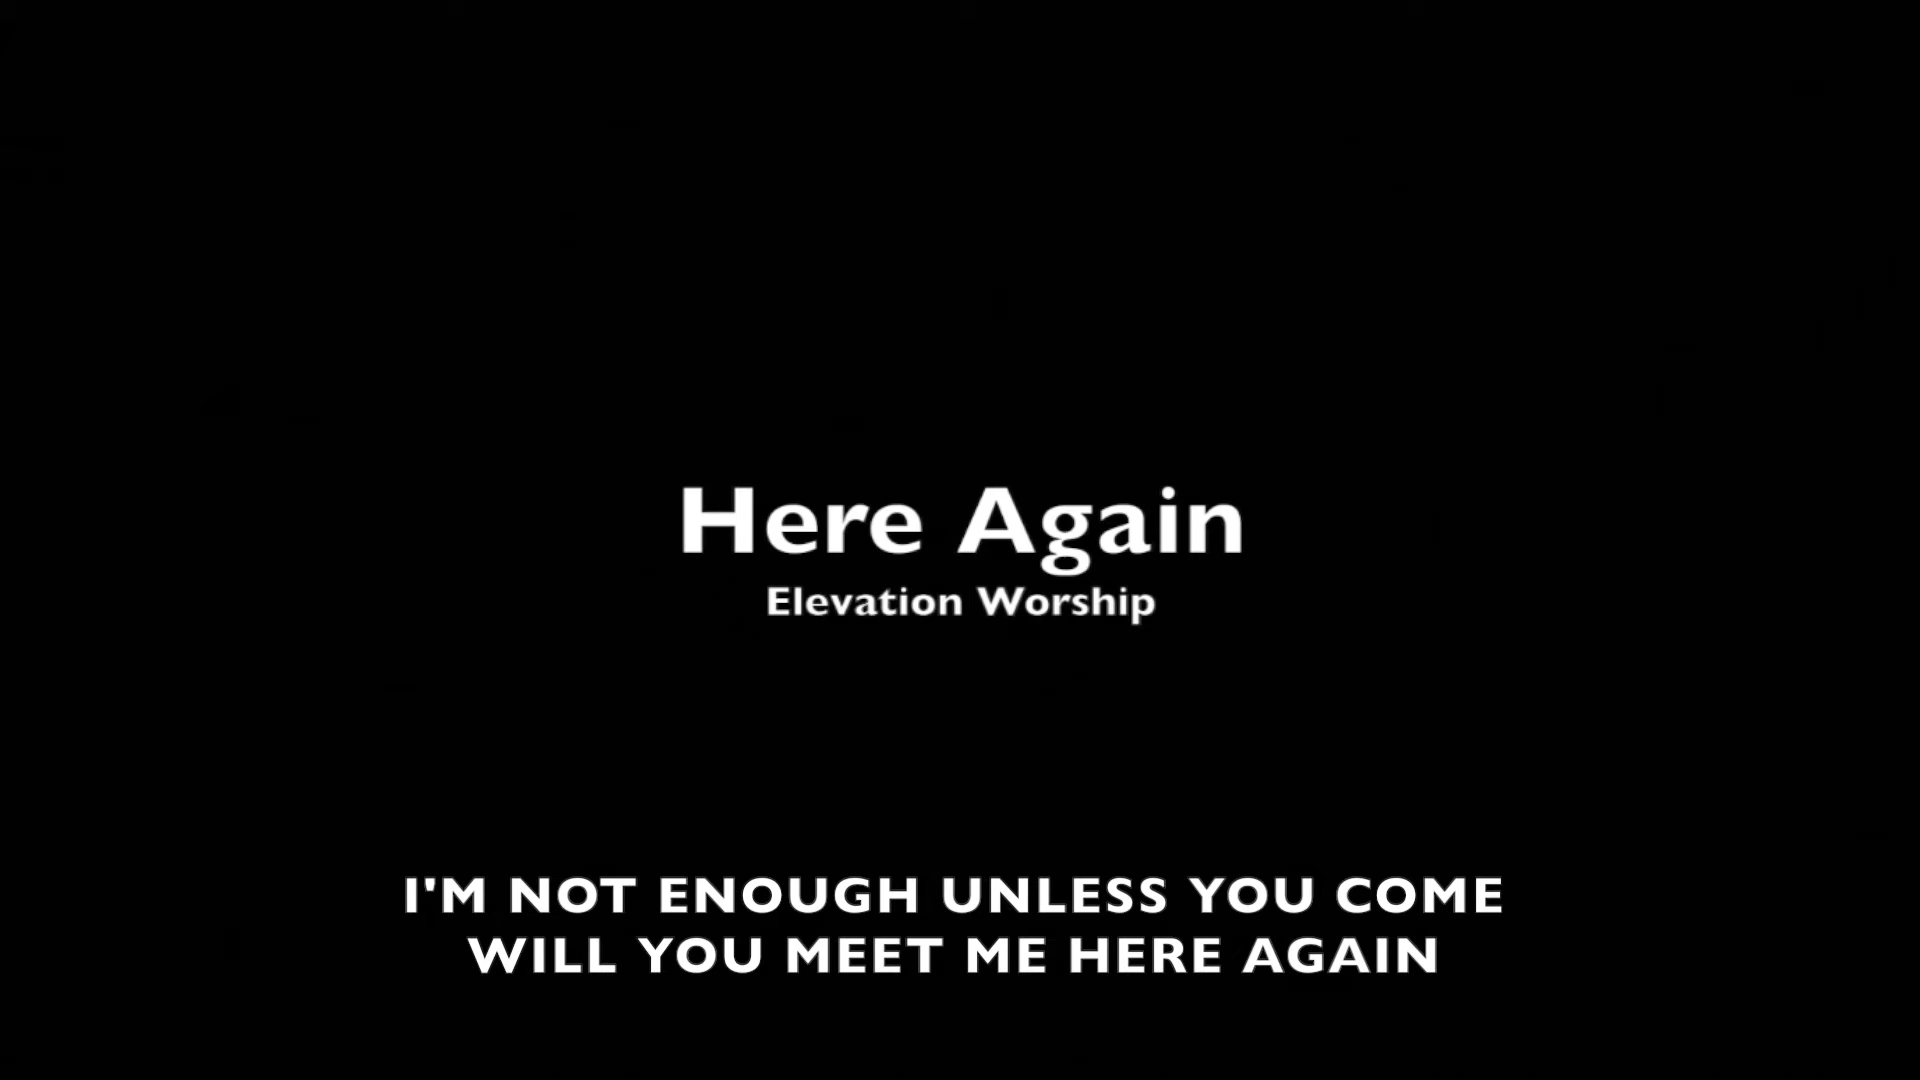 Here Again
Elevation Worship
I'M NOT ENOUGH UNLESS YOU COME
WILL YOU MEET ME HERE AGAIN